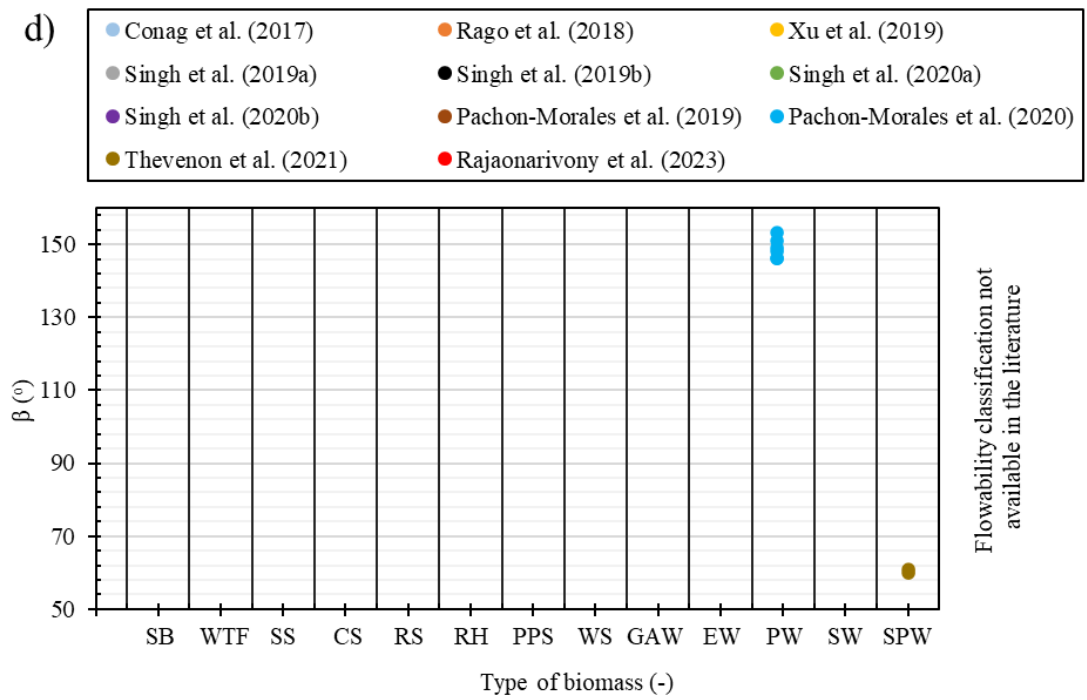 d)
Conag et al. (2017) Rago et al. (2018) Xu et al. (2019)
Singh et al. (2019a) Singh et al. (2019b) Singh et al. (2020a)
Singh et al. (2020b) Pachon-Morales et al. (2019) Pachon-Morales et al. (2020)
Thevenon et al. (2021) Rajaonarivony et al. (2023)
β (°)
150
130
110
90
70
50
SB WTF SS CS RS RH PPS WS GAW EW PW SW SPW
Type of biomass (-)
Flowability classification not
available in the literature